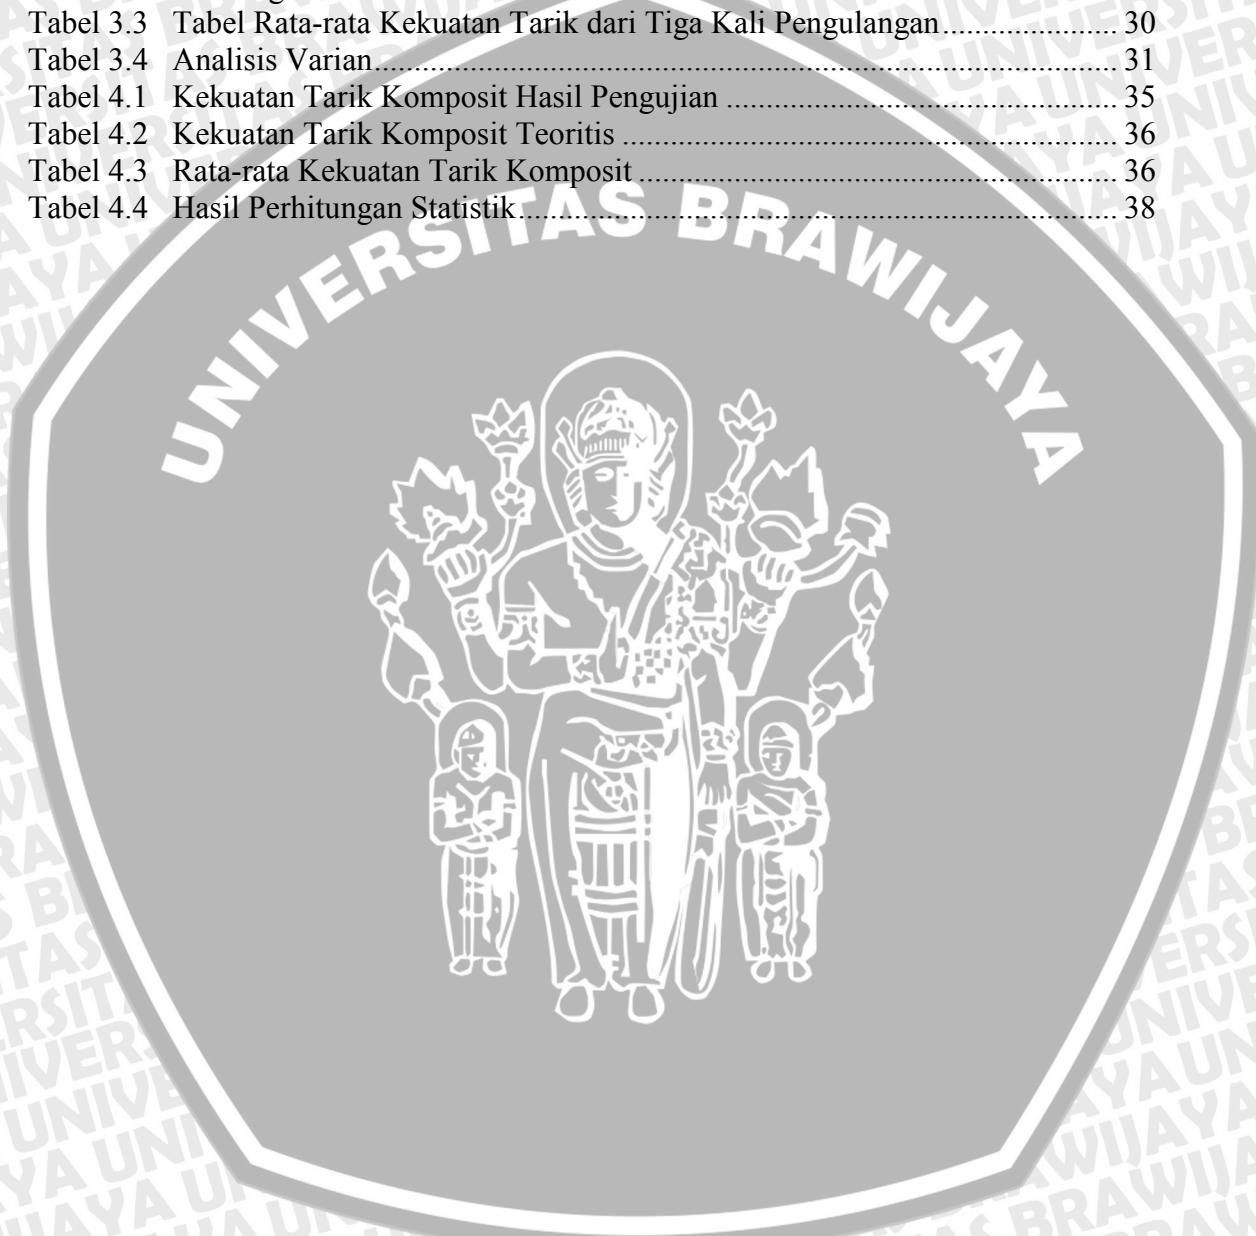 Tabel 3.3 Tabel Rata-rata Kekuatan Tarik dari Tiga Kali Pengulangan...................... 30
Tabel 3.4 Analisis Varian............................................................................................. 31
Tabel 4.1 Kekuatan Tarik Komposit Hasil Pengujian ................................................. 35
Tabel 4.2 Kekuatan Tarik Komposit Teoritis .............................................................. 36
Tabel 4.3 Rata-rata Kekuatan Tarik Komposit ............................................................ 36
Tabel 4.4 Hasil Perhitungan Statistik........................................................................... 38
UNIVERSITAS BRAWIJAYA